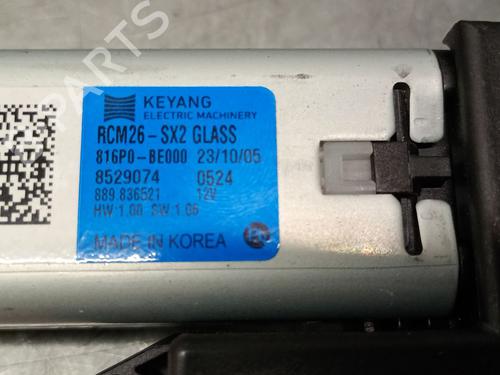 KEYANG
ELECTRIC MACHINERY
RCM26-SX2 GLASS
816P0-BE000 23/10/05
8529074 0524
889.836521 12V
HW:1.00 SW:1.06
MADE IN KOREA
B-PARTS